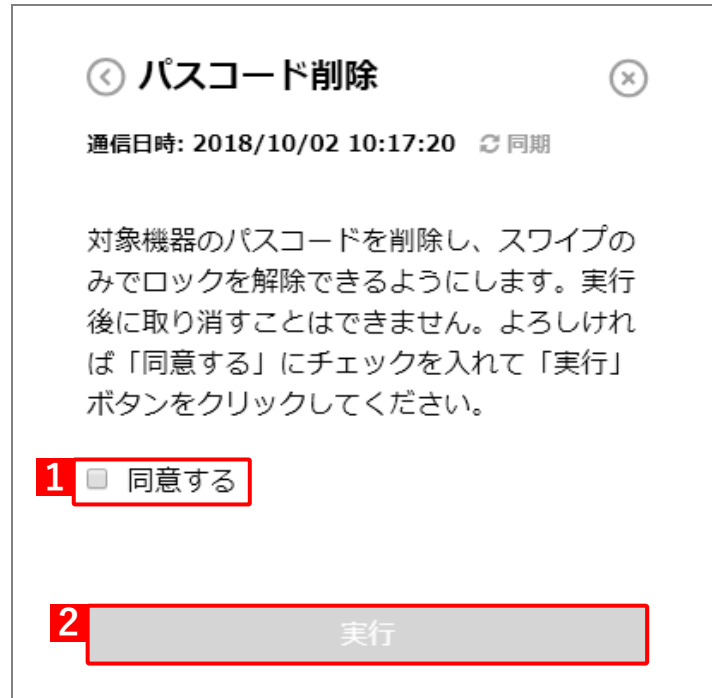 パスコード削除
通信日時: 2018/10/02 10:17:20 同期
対象機器のパスコードを削除し、スワイプの
みでロックを解除できるようにします。実行
後に取り消すことはできません。よろしけれ
ば「同意する」にチェックを入れて「実行」
ボタンをクリックしてください。
1 同意する
2 実行